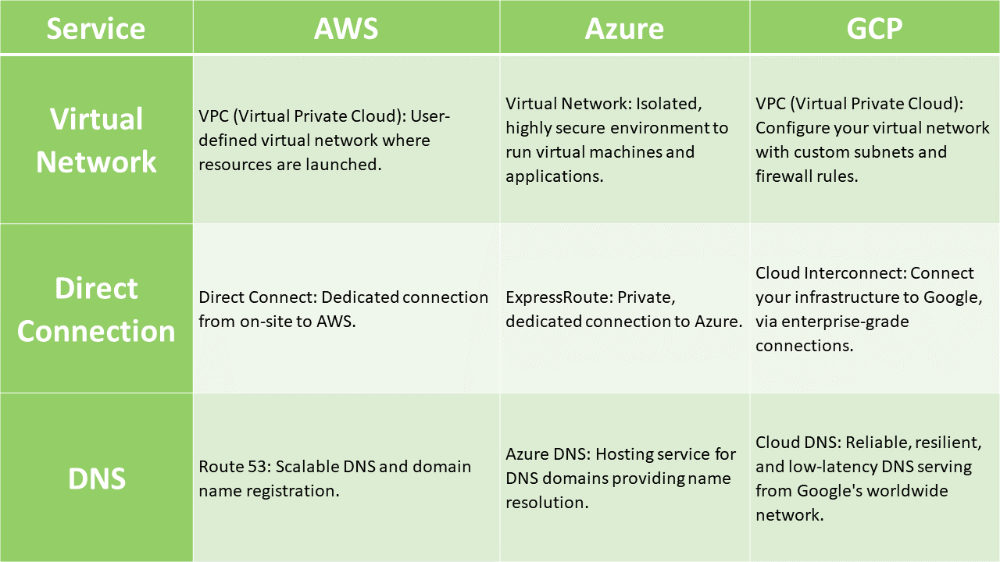 Service
AWS
Azure
GCP
Virtual
Network
VPC (Virtual Private Cloud): User-
defined virtual network where
resources are launched.
Virtual Network: Isolated,
highly secure environment to
run virtual machines and
applications.
VPC (Virtual Private Cloud):
Configure your virtual network
with custom subnets and
firewall rules.
Direct
Connection
Direct Connect: Dedicated connection
from on-site to AWS.
ExpressRoute: Private,
dedicated connection to Azure.
Cloud Interconnect: Connect
your infrastructure to Google,
via enterprise-grade
connections.
DNS
Route 53: Scalable DNS and domain
name registration.
Azure DNS: Hosting service for
DNS domains providing name
resolution.
Cloud DNS: Reliable, resilient,
and low-latency DNS serving
from Google's worldwide
network.